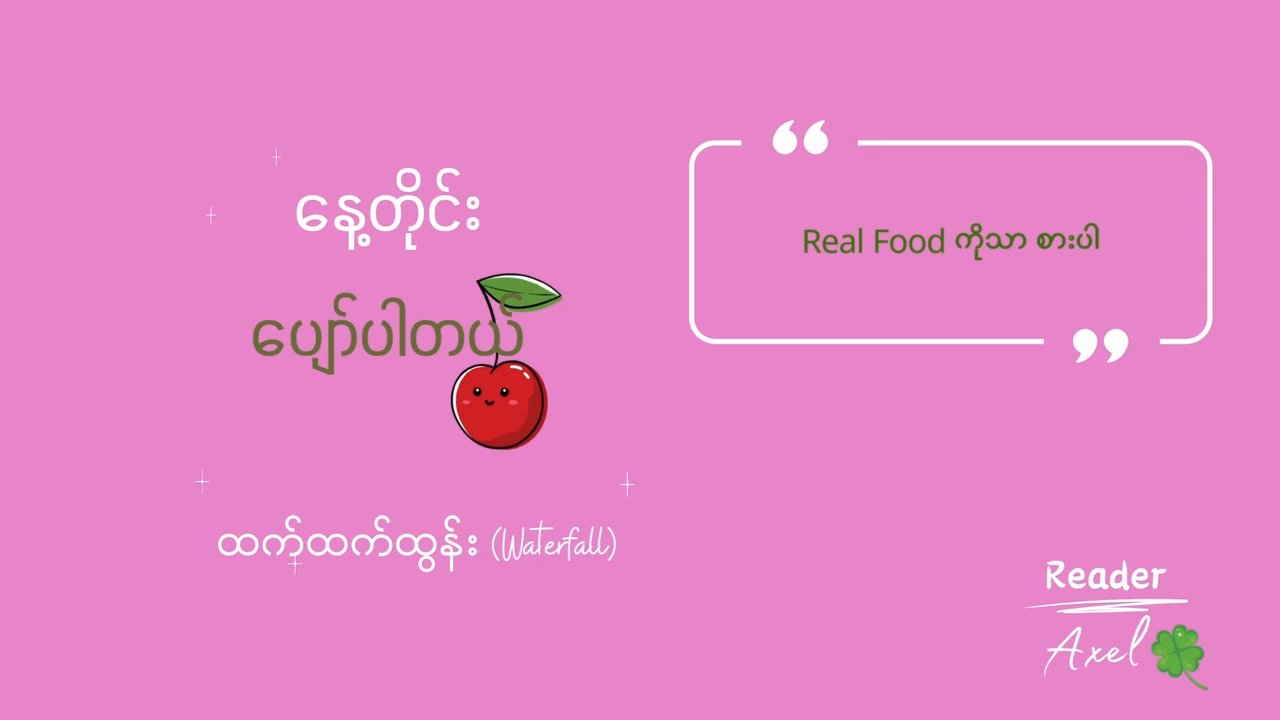 နေ့တိုင်း
ပျော်ပါတယ်
ထက်ထက်ထွန်း (Waterfall)
“
Real Food ကိုသာ စားပါ
”
Reader
Axel